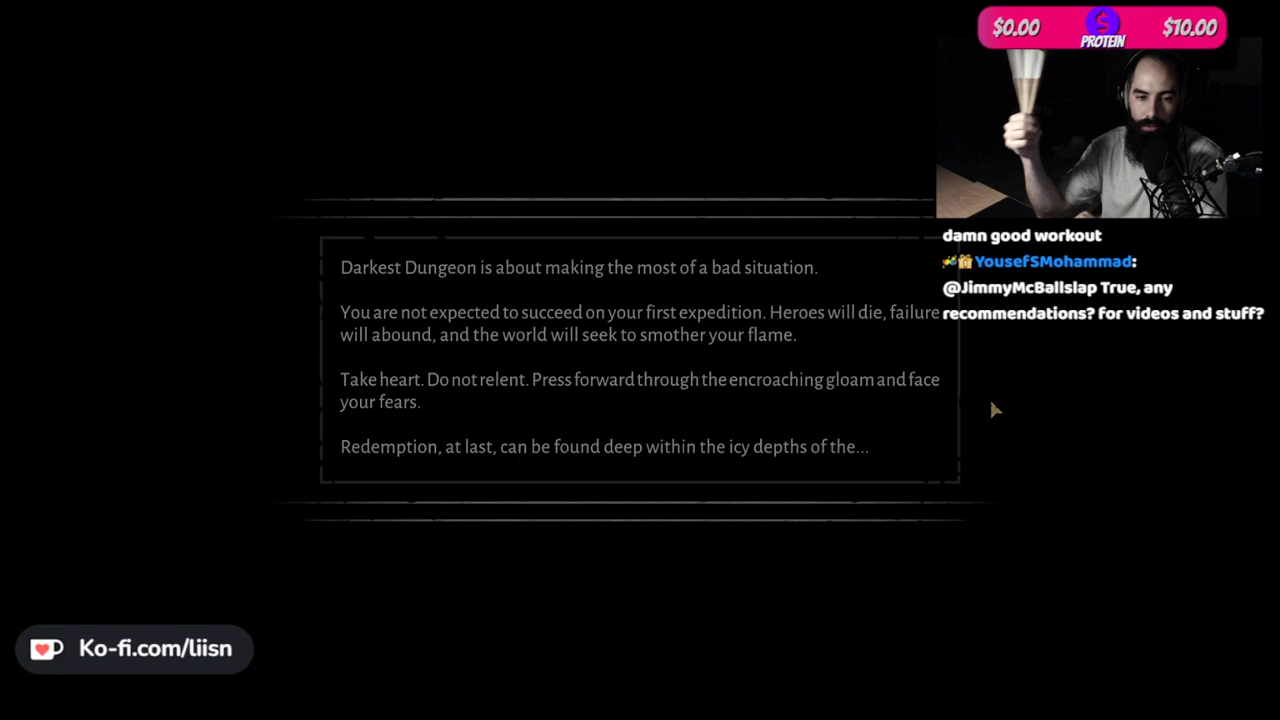 $0.00
$
PROTEIN
$10.00
damn good workout
YousefSMohammad:
@JimmyMcBallslap True, any
recommendations? for videos and stuff?
Darkest Dungeon is about making the most of a bad situation.
You are not expected to succeed on your first expedition. Heroes will die, failure
will abound, and the world will seek to smother your flame.
Take heart. Do not relent. Press forward through the encroaching gloam and face
your fears.
Redemption, at last, can be found deep within the icy depths of the...
Ko-fi.com/liisn